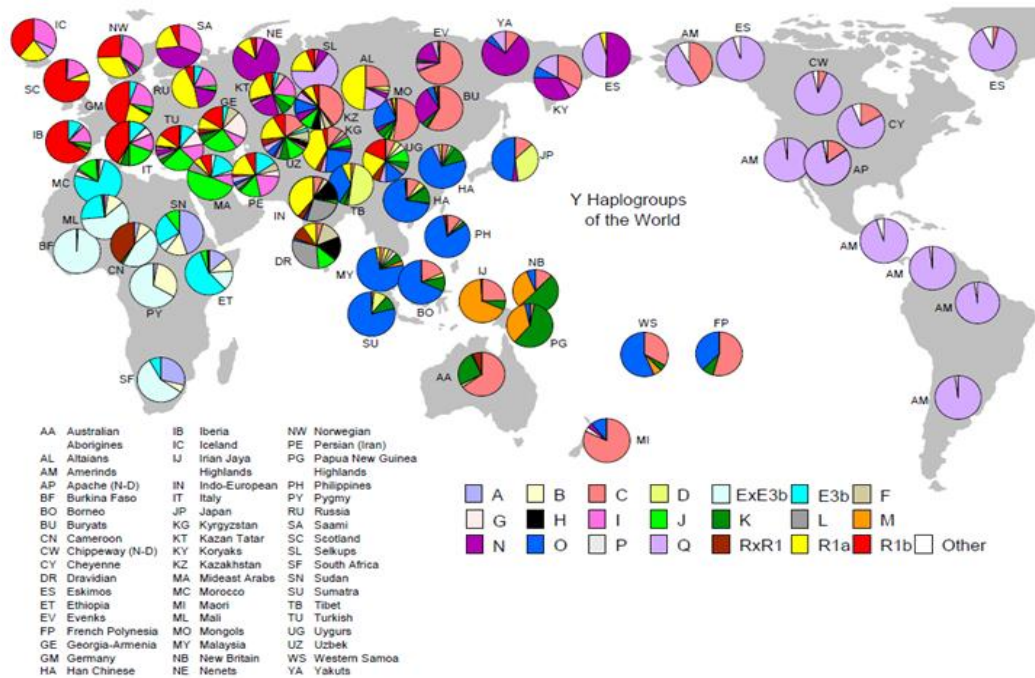 IC
NW
SA
NE
SL
EV
YA
ES
AM
ES
ES
SC
GM
RU
KT
AL
MO
KZ
BU
KY
CW
CY
IB
IT
TU
GE
UZ
KG
UG
HA
JP
AM
AP
MC
MA
PE
IN
TB
HA
Y Haplogroups
of the World
ML
SN
BF
CN
DR
MY
PH
AM
AM
PY
ET
SU
BO
IJ
NB
PG
WS
FP
AM
SF
AA
MI
AM
AA Australian
Aborigines
AL Altaians
AM Amerinds
AP Apache (N-D)
BF Burkina Faso
BO Borneo
BU Buryats
CN Cameroon
CW Chippeway (N-D)
CY Cheyenne
DR Dravidian
ES Eskimos
ET Ethiopia
EV Evenks
FP French Polynesia
GE Georgia-Armenia
GM Germany
HA Han Chinese
IB Iberia
IC Iceland
IJ Irian Jaya
Highlands
IN Indo-European
IT Italy
JP Japan
KG Kyrgyzstan
KT Kazan Tatar
KY Koryaks
KZ Kazakhstan
MA Mideast Arabs
MC Morocco
MI Maori
ML Mali
MO Mongols
MY Malaysia
NB New Britain
NE Nenets
NW Norwegian
PE Persian (Iran)
PG Papua New Guinea
Highlands
PH Philippines
PY Pygmy
RU Russia
SA Saami
SC Scotland
SL Selkups
SF South Africa
SN Sudan
SU Sumatra
TB Tibet
TU Turkish
UG Uygurs
UZ Uzbek
WS Western Samoa
YA Yakuts
A B C D ExE3b E3b F
G H I J K L M
N O P Q RxR1 R1a R1b Other